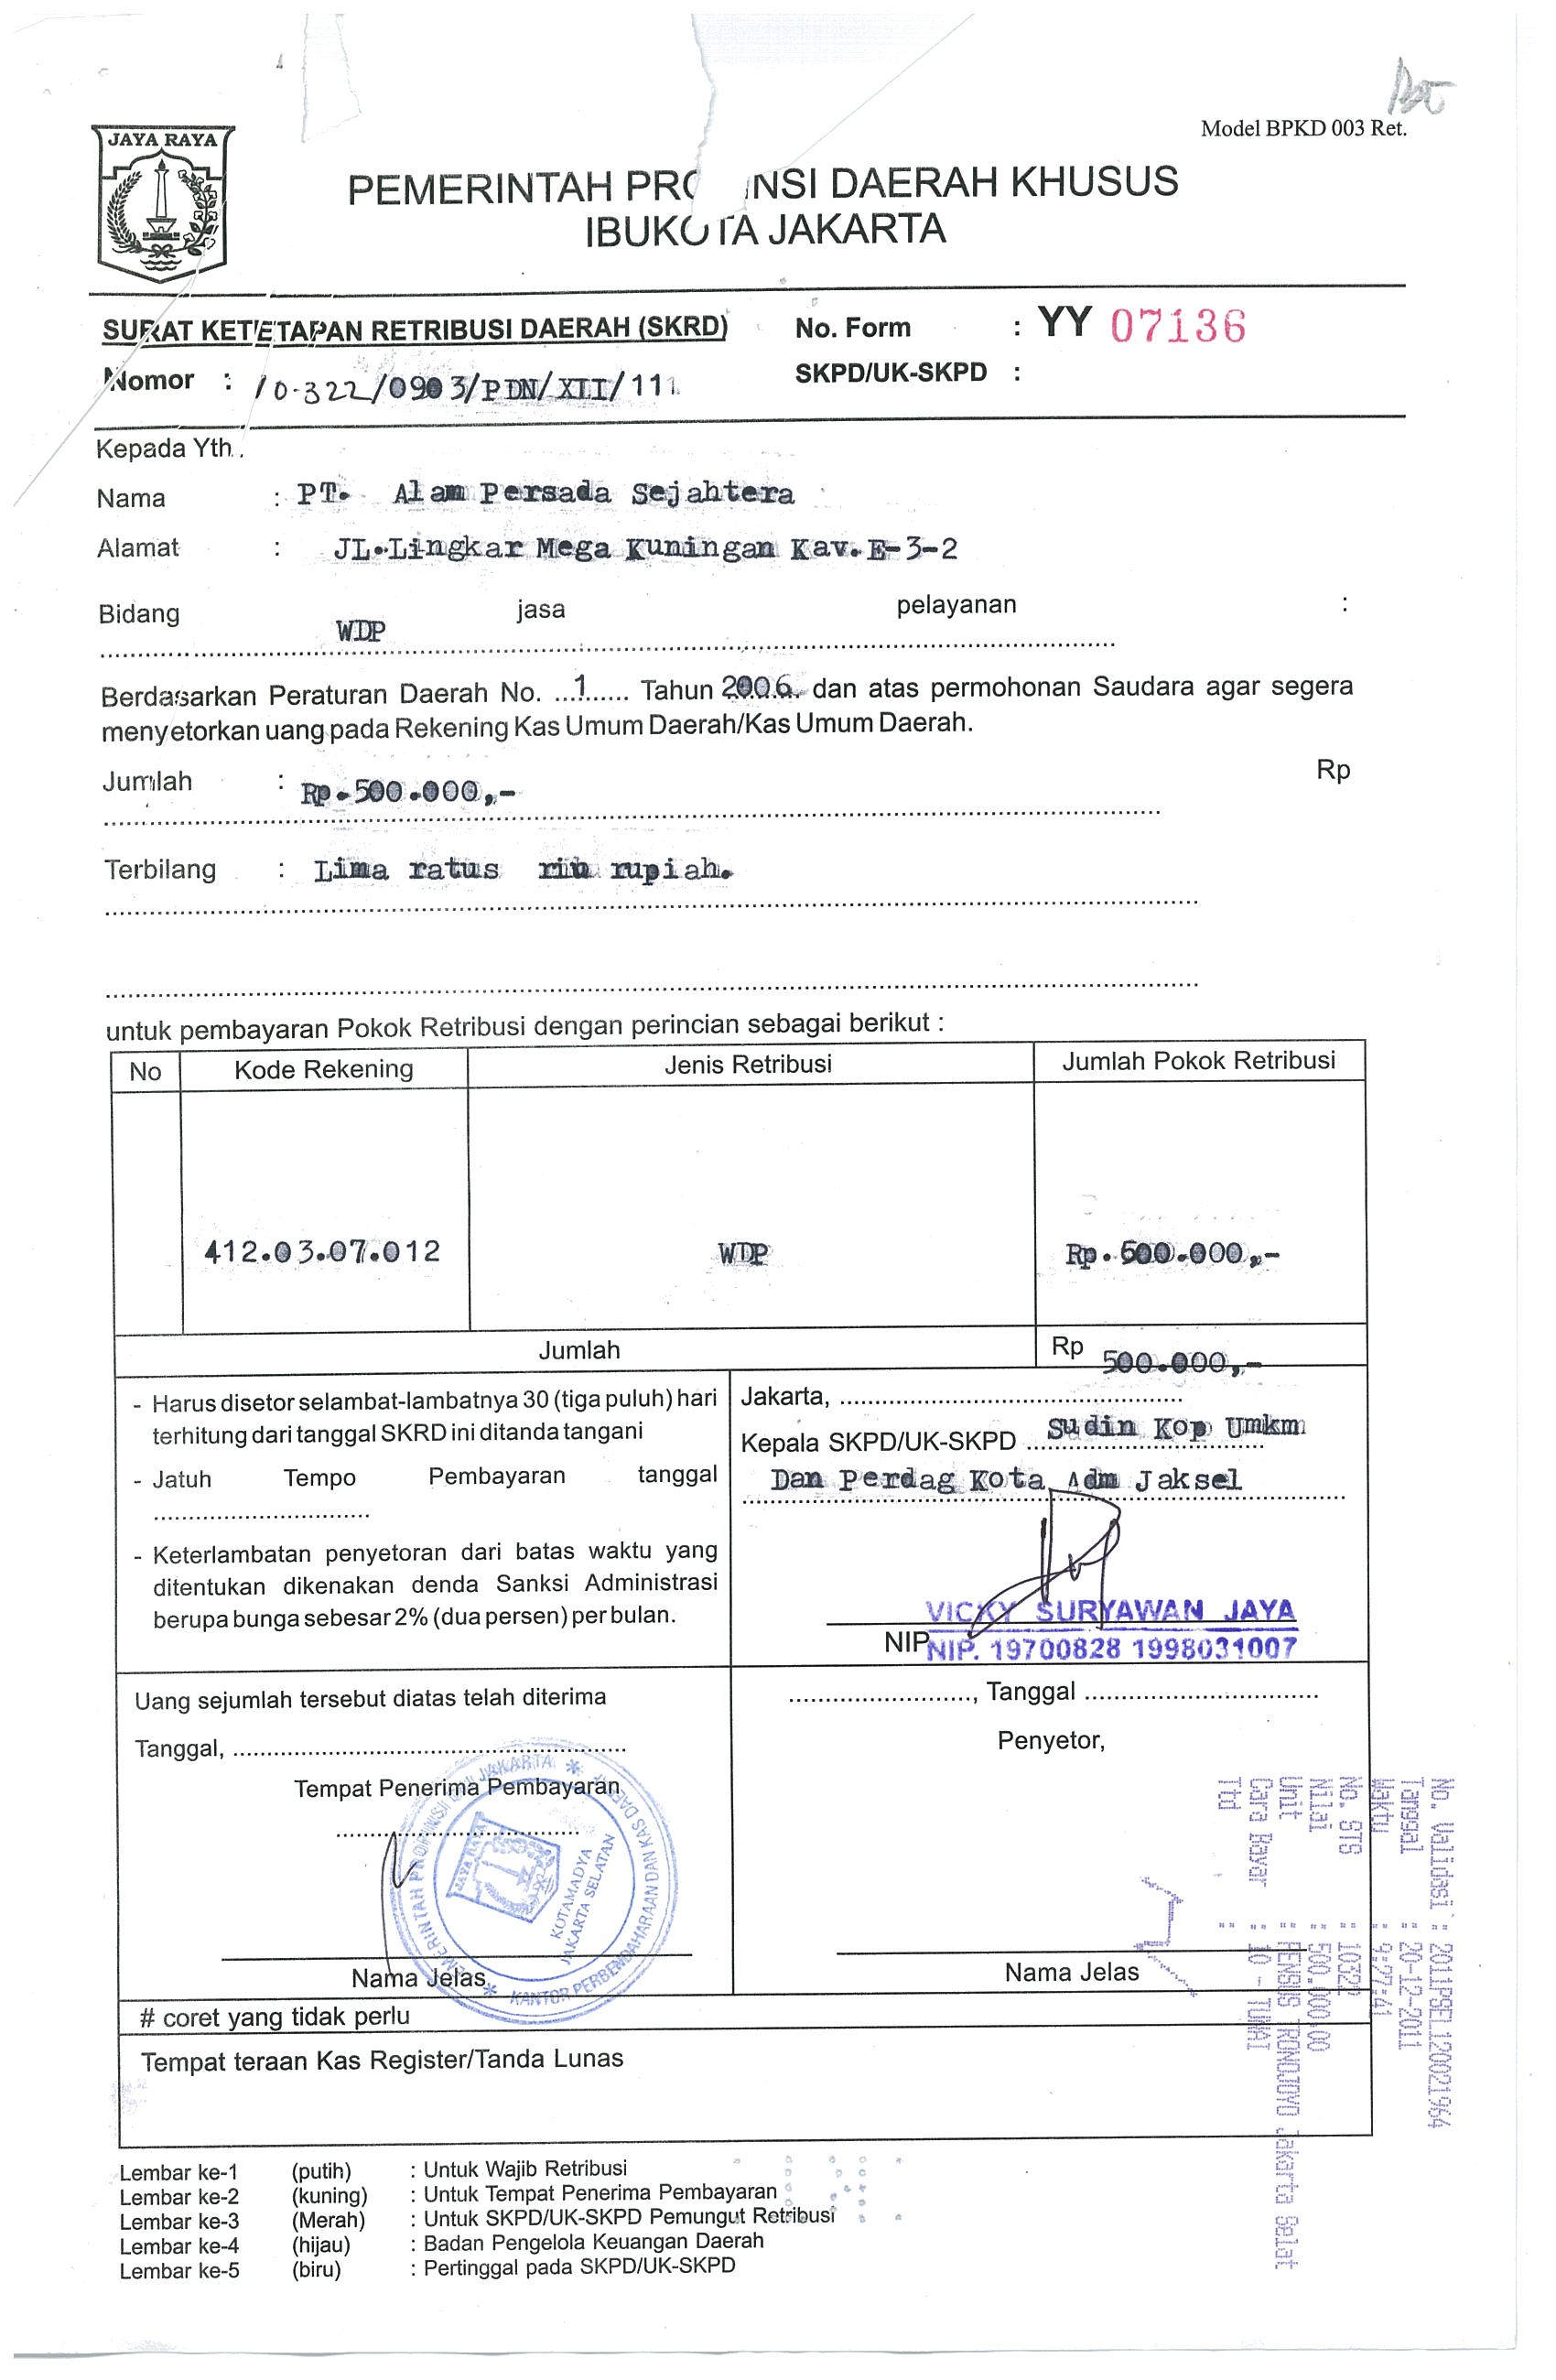 Model BPKD 003 Ret.
JAYA RAYA
PEMERINTAH PRO NSI DAERAH KHUSUS
IBUKOTA JAKARTA
SURAT KETETAPAN RETRIBUSI DAERAH (SKRD)
No. Form : YY 07136
Nomor : 10.322/0903/PDN/XII/111
SKPD/UK-SKPD :
Kepada Yth.
Nama : PT. Alam Persada Sejahtera
Alamat : JL.Lingkar Mega Kuningan Kav.E-3-2
Bidang jasa pelayanan :
WDP
Berdasarkan Peraturan Daerah No. ...1...... Tahun 2006. dan atas permohonan Saudara agar segera
menyetorkan uang pada Rekening Kas Umum Daerah/Kas Umum Daerah.
Jumlah : Rp.500.000,- Rp
Terbilang : Lima ratus ribu rupiah.
untuk pembayaran Pokok Retribusi dengan perincian sebagai berikut :
No Kode Rekening Jenis Retribusi Jumlah Pokok Retribusi
412.03.07.012 WDP Rp. 500.000,-
Jumlah Rp 500.000,-
- Harus disetor selambat-lambatnya 30 (tiga puluh) hari
terhitung dari tanggal SKRD ini ditanda tangani
- Jatuh Tempo Pembayaran tanggal
..............................
- Keterlambatan penyetoran dari batas waktu yang
ditentukan dikenakan denda Sanksi Administrasi
berupa bunga sebesar 2% (dua persen) per bulan.
Jakarta, ................................................
Kepala SKPD/UK-SKPD Sudin Kop Umkm
Dan Perdag Kota Adm Jaksel
VICKY SURYAWAN JAYA
NIP. NIP. 19700828 1998031007
Uang sejumlah tersebut diatas telah diterima
Tanggal, ........................................................
Tempat Penerima Pembayaran
Nama Jelas
PEMERINTAH PROPINSI DKI JAKARTA * KANTOR PERBENDAHARAAN DAN KAS DAERAH *
JAYA RAYA
KOTAMADYA
JAKARTA SELATAN
.........................., Tanggal .................................
Penyetor,
Nama Jelas
No. Validasi : 2011PSEL120021964
Tanggal : 20-12-2011
Waktu : 9:27:41
No. STS : 10322
Nilai : 500.000.00
Unit : PENSUS TRONOJOYO Jakarta Selat
Cara Bayar : 10 - TUNAI
Ttd :
# coret yang tidak perlu
Tempat teraan Kas Register/Tanda Lunas
Lembar ke-1 (putih) : Untuk Wajib Retribusi
Lembar ke-2 (kuning) : Untuk Tempat Penerima Pembayaran
Lembar ke-3 (Merah) : Untuk SKPD/UK-SKPD Pemungut Retribusi
Lembar ke-4 (hijau) : Badan Pengelola Keuangan Daerah
Lembar ke-5 (biru) : Pertinggal pada SKPD/UK-SKPD